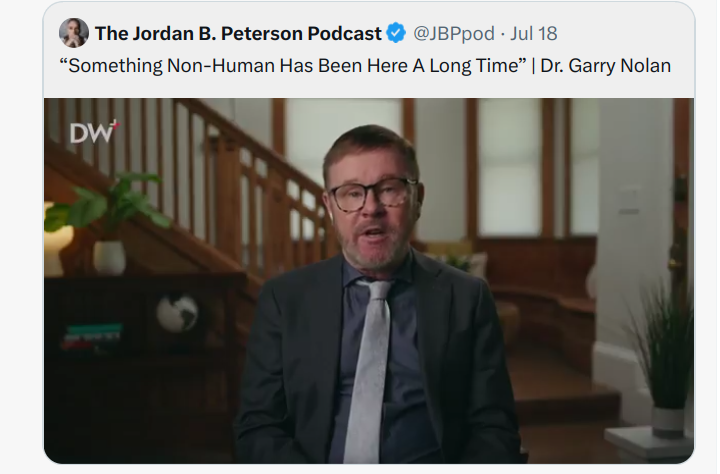 The Jordan B. Peterson Podcast @JBPpod · Jul 18
“Something Non-Human Has Been Here A Long Time” | Dr. Garry Nolan
DW+